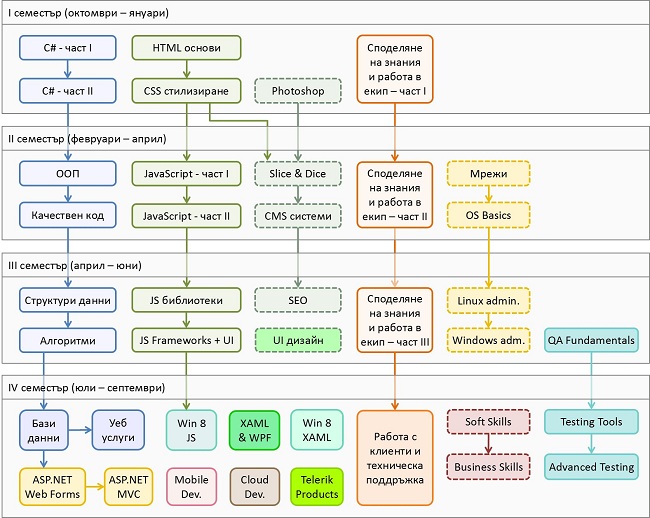 I семестър (октомври – януари)
C# - част I
HTML основи
Споделяне
на знания
и работа в
екип – част I
C# - част II
CSS стилизиране
Photoshop
II семестър (февруари – април)
ООП
JavaScript - част I
Slice & Dice
Споделяне
на знания
и работа в
екип – част II
Мрежи
Качествен код
JavaScript - част II
CMS системи
OS Basics
III семестър (април – юни)
Структури данни
JS библиотеки
SEO
Споделяне
на знания
и работа в
екип – част III
Linux admin.
Алгоритми
JS Frameworks + UI
UI дизайн
Windows adm.
QA Fundamentals
IV семестър (юли – септември)
Бази
данни
Уеб
услуги
Win 8
JS
XAML
& WPF
Win 8
XAML
Работа с
клиенти и
техническа
поддръжка
Soft Skills
Testing Tools
ASP.NET
Web Forms
ASP.NET
MVC
Mobile
Dev.
Cloud
Dev.
Telerik
Products
Business Skills
Advanced Testing